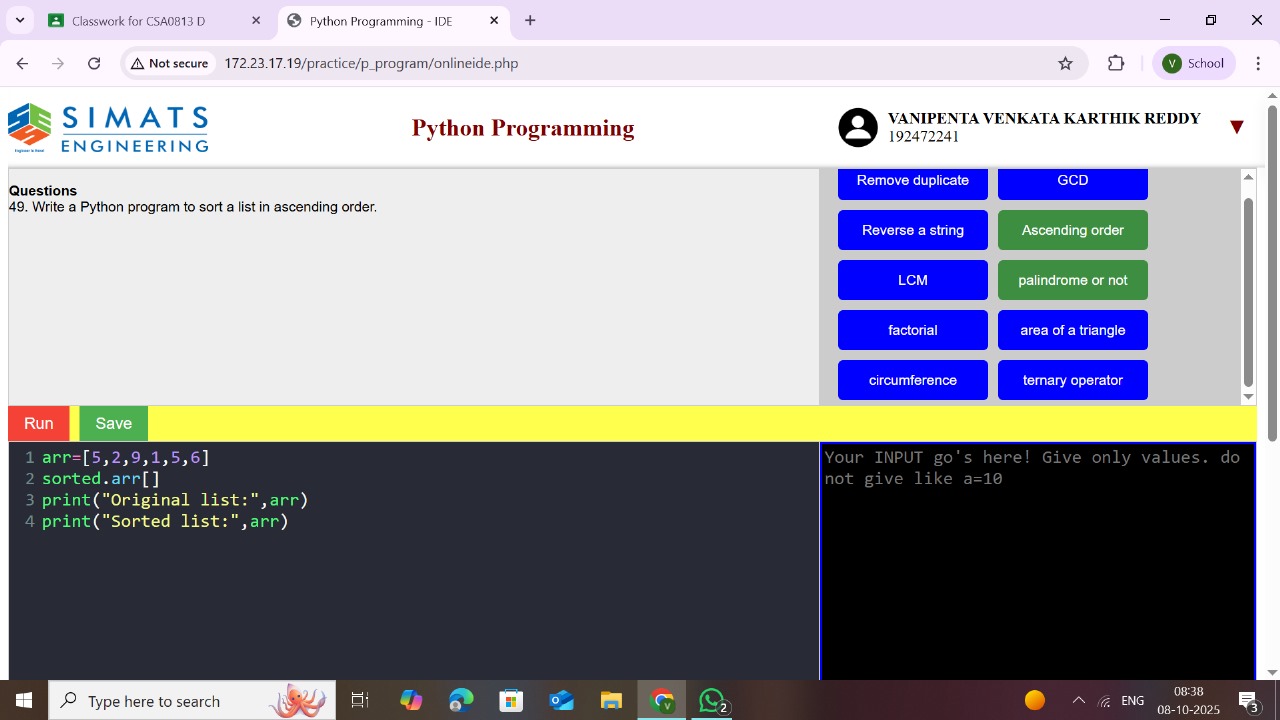 Classwork for CSA0813 D
Python Programming - IDE
Not secure
172.23.17.19/practice/p_program/onlineide.php
V School
SIMATS
ENGINEERING
Engineer to Excel
Python Programming
VANIPENTA VENKATA KARTHIK REDDY
192472241
Questions
49. Write a Python program to sort a list in ascending order.
Remove duplicate
GCD
Reverse a string
Ascending order
LCM
palindrome or not
factorial
area of a triangle
circumference
ternary operator
Run
Save
1 arr=[5,2,9,1,5,6]
2 sorted.arr[]
3 print("Original list:",arr)
4 print("Sorted list:",arr)
Your INPUT go's here! Give only values. do
not give like a=10
Type here to search
2
ENG
08:38
08-10-2025
3